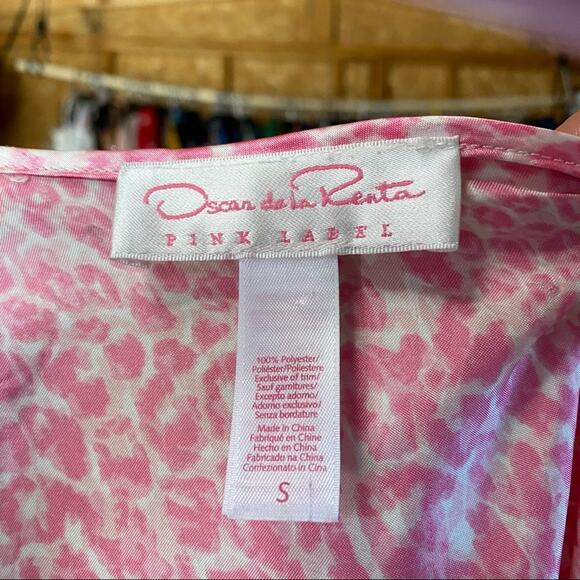 Oscar de la Renta
PINK LABEL
100% Polyester/
Poliéster/Poliestere
Exclusive of trim/
Sauf garnitures/
Excepto adorno/
Adorno exclusivo/
Senza bordature
Made in China
Fabriqué en Chine
Hecho en China
Fabricado na China
Confezionato in Cina
S